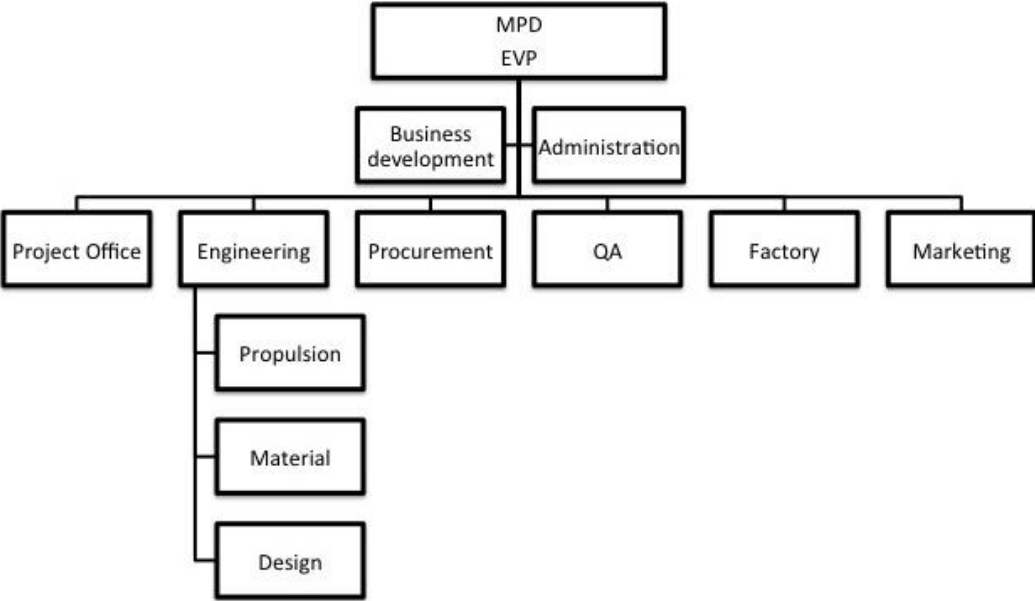 MPD
EVP
Business
development
Administration
Project Office
Engineering
Procurement
QA
Factory
Marketing
Propulsion
Material
Design